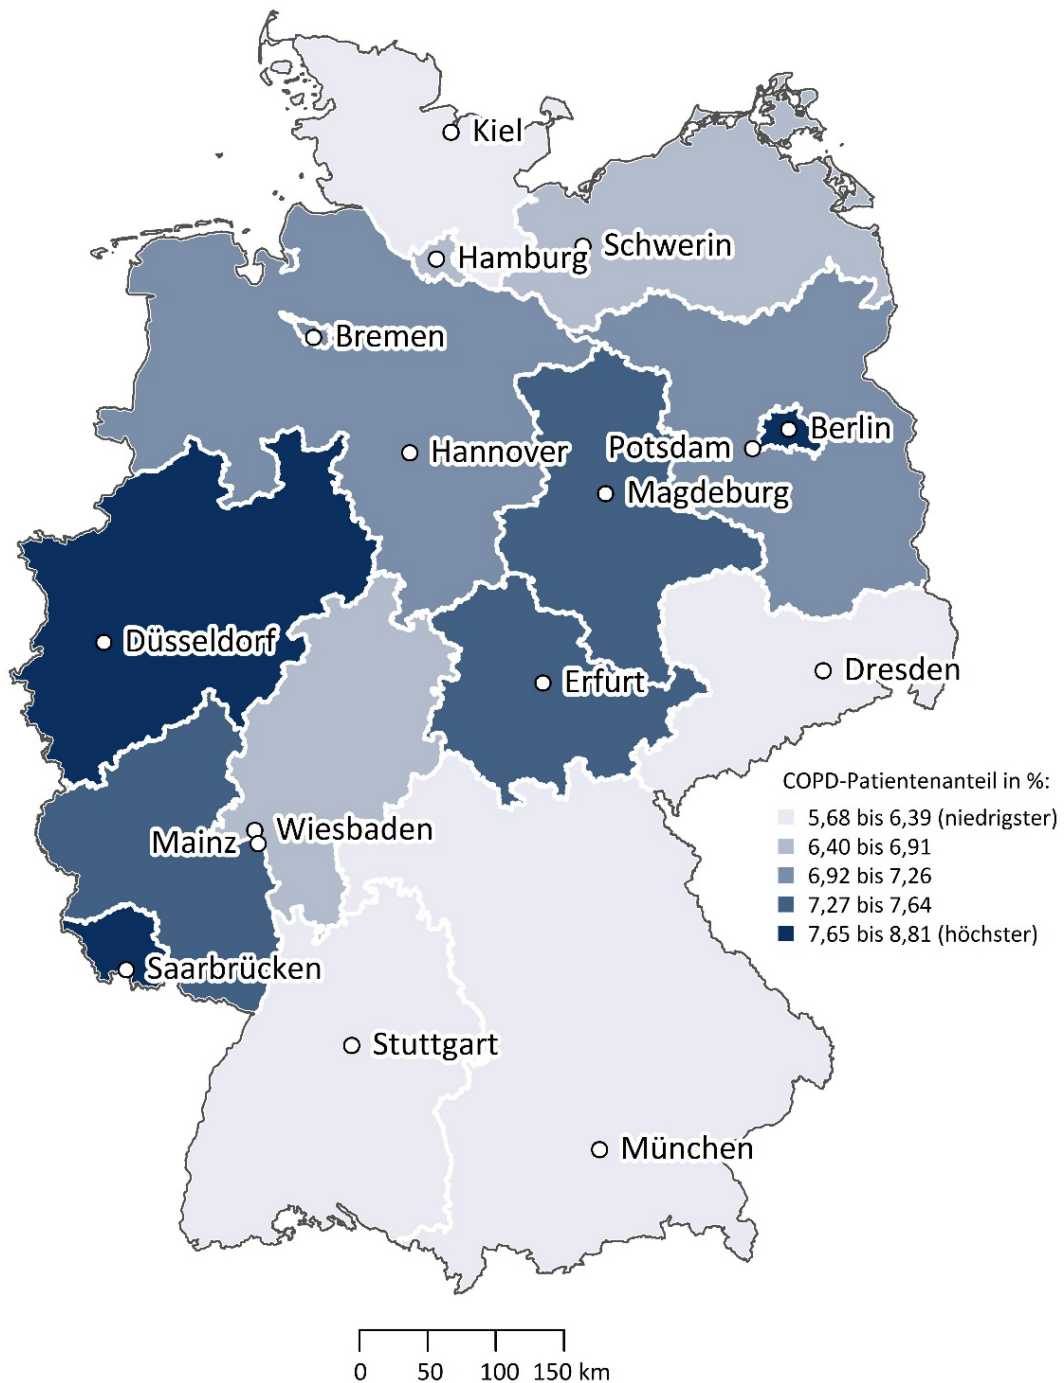 Kiel
Schwerin
Hamburg
Bremen
Berlin
Potsdam
Hannover
Magdeburg
Düsseldorf
Erfurt
Dresden
COPD-Patientenanteil in %:
5,68 bis 6,39 (niedrigster)
6,40 bis 6,91
6,92 bis 7,26
7,27 bis 7,64
7,65 bis 8,81 (höchster)
Wiesbaden
Mainz
Saarbrücken
Stuttgart
München
0 50 100 150 km